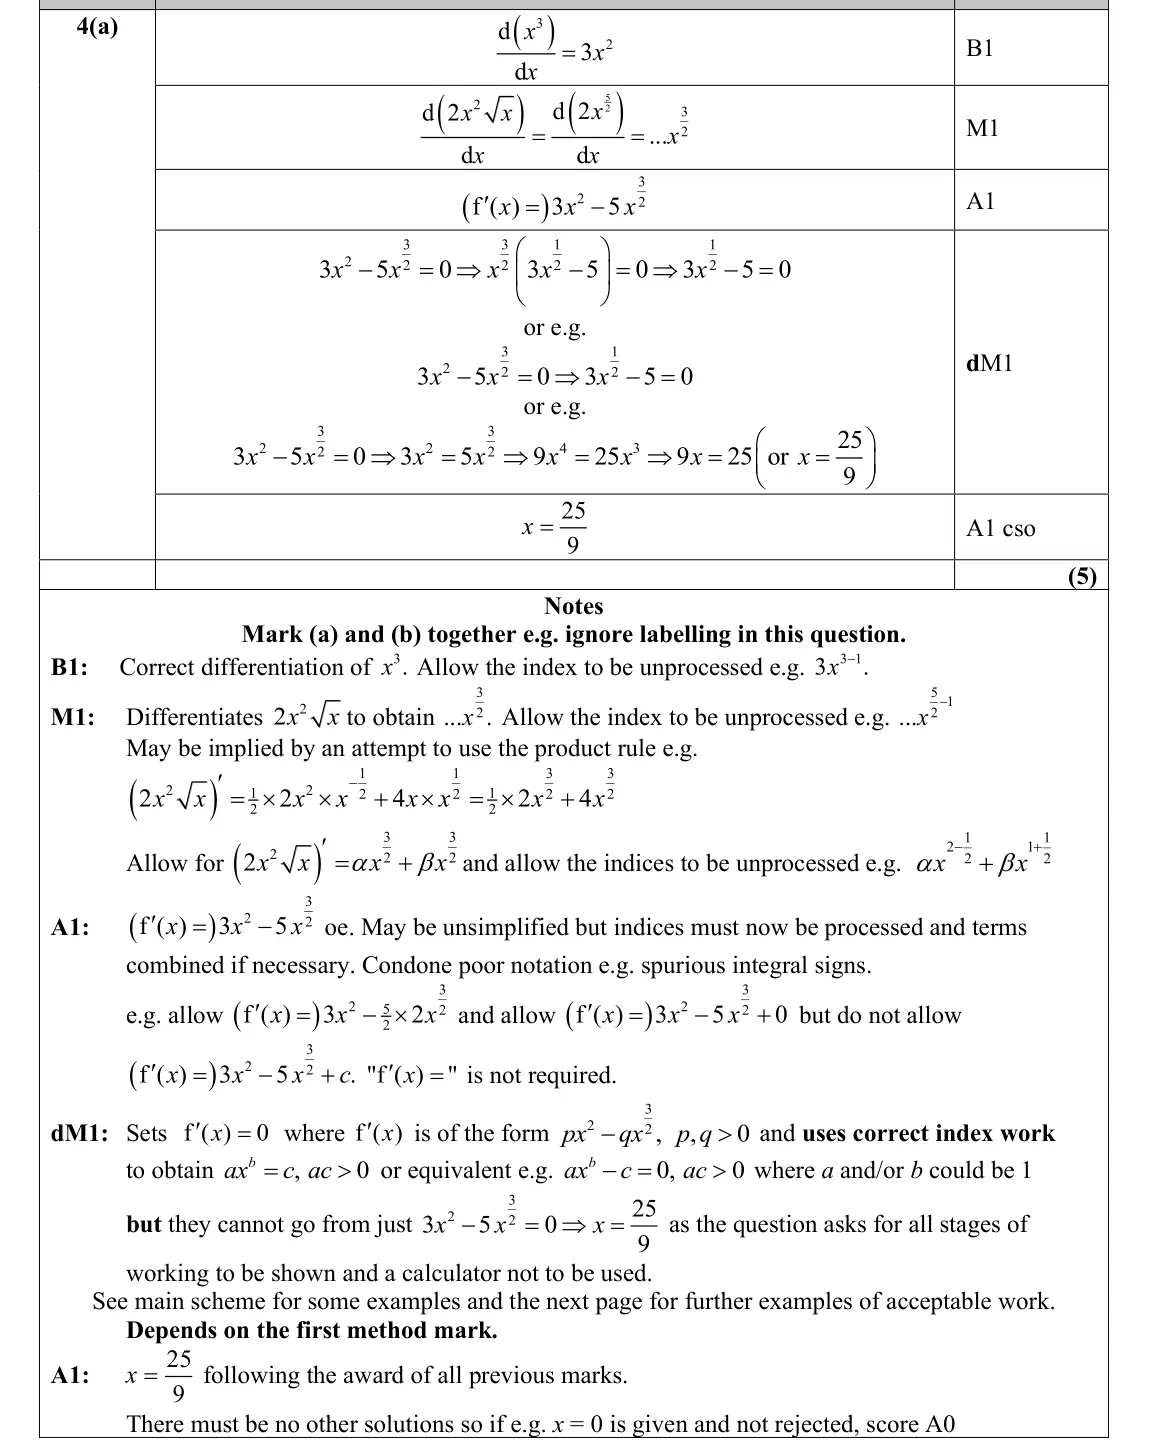 4(a)
d(x³)/dx = 3x²
B1
d(2x²√x)/dx = d(2x^(5/2))/dx = ...x^(3/2)
M1
(f′(x) =)3x² − 5x^(3/2)
A1
3x² − 5x^(3/2) = 0 ⇒ x^(3/2)(3x^(1/2) − 5) = 0 ⇒ 3x^(1/2) − 5 = 0
or e.g.
3x² − 5x^(3/2) = 0 ⇒ 3x^(1/2) − 5 = 0
dM1
or e.g.
3x² − 5x^(3/2) = 0 ⇒ 3x² = 5x^(3/2) ⇒ 9x⁴ = 25x³ ⇒ 9x = 25 (or x = 25/9)
x = 25/9
A1 cso
(5)
Notes
Mark (a) and (b) together e.g. ignore labelling in this question.
B1: Correct differentiation of x³. Allow the index to be unprocessed e.g. 3x^(3−1).
M1: Differentiates 2x²√x to obtain ...x^(3/2). Allow the index to be unprocessed e.g. ...x^(5/2−1)
May be implied by an attempt to use the product rule e.g.
(2x²√x)′ = ½ × 2x² × x^(−1/2) + 4x × x^(1/2) = ½ × 2x^(3/2) + 4x^(3/2)
Allow for (2x²√x)′ = αx^(3/2) + βx^(3/2) and allow the indices to be unprocessed e.g. αx^(2−1/2) + βx^(1+1/2)
A1: (f′(x) =)3x² − 5x^(3/2) oe. May be unsimplified but indices must now be processed and terms
combined if necessary. Condone poor notation e.g. spurious integral signs.
e.g. allow (f′(x) =)3x² − 5/2 × 2x^(3/2) and allow (f′(x) =)3x² − 5x^(3/2) + 0 but do not allow
(f′(x) =)3x² − 5x^(3/2) + c. "f′(x) =" is not required.
dM1: Sets f′(x) = 0 where f′(x) is of the form px² − qx^(3/2), p, q > 0 and uses correct index work
to obtain ax^b = c, ac > 0 or equivalent e.g. ax^b − c = 0, ac > 0 where a and/or b could be 1
but they cannot go from just 3x² − 5x^(3/2) = 0 ⇒ x = 25/9 as the question asks for all stages of
working to be shown and a calculator not to be used.
See main scheme for some examples and the next page for further examples of acceptable work.
Depends on the first method mark.
A1: x = 25/9 following the award of all previous marks.
There must be no other solutions so if e.g. x = 0 is given and not rejected, score A0